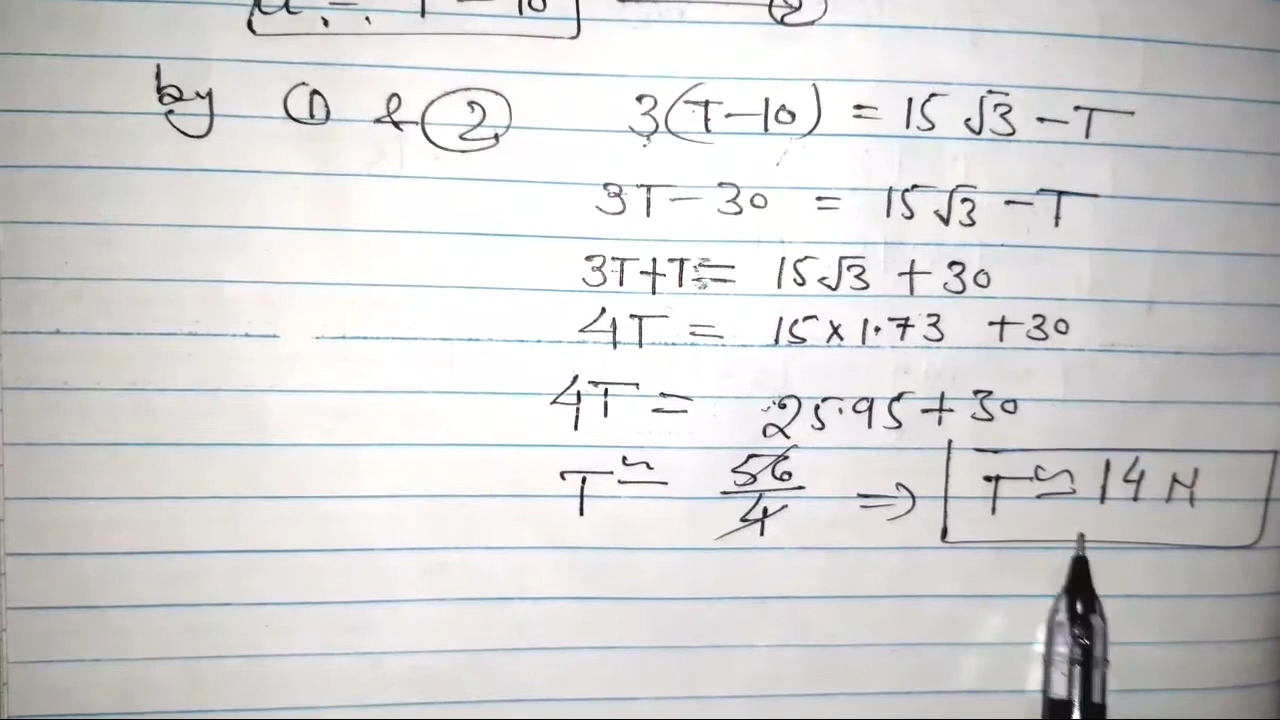 ②
by ① & ② 3(T-10) = 15√3 - T
3T - 30 = 15√3 - T
3T+T = 15√3 + 30
4T = 15×1.73 +30
4T = 25.95 + 30
T ≃ 56/4 ⇒ T ≃ 14 N